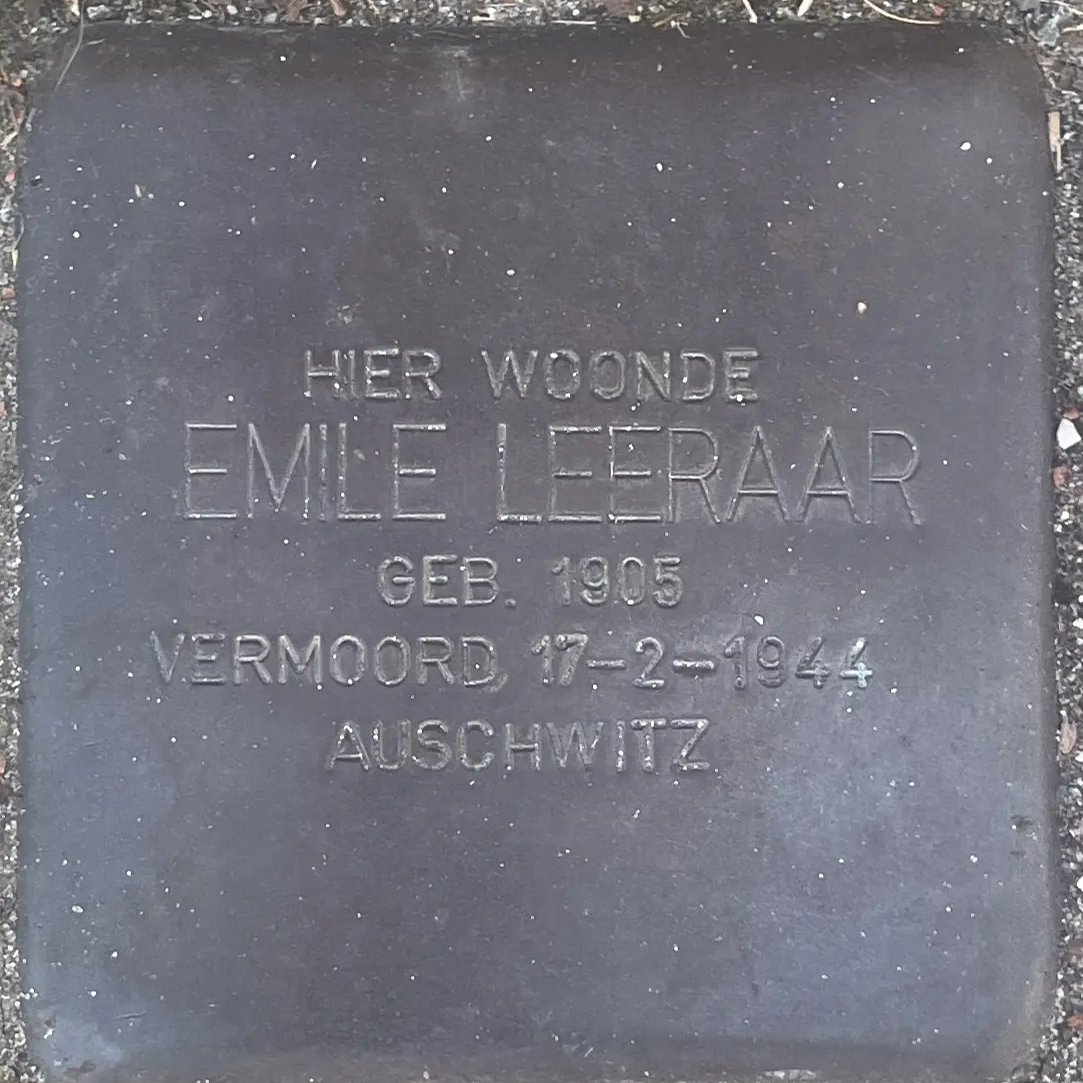 HIER WOONDE
EMILE LEERAAR
GEB. 1905
VERMOORD 17-2-1944
AUSCHWITZ